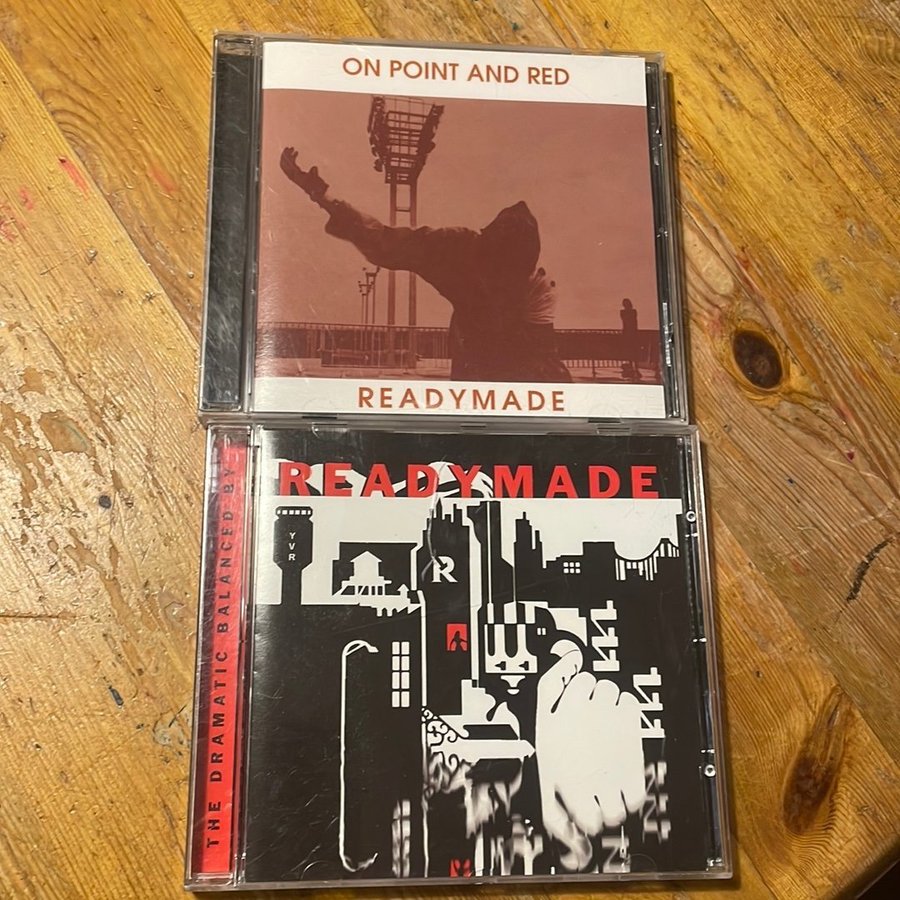 ON POINT AND RED
READYMADE
READYMADE
THE DRAMATIC BALANCED BY
YVR
R